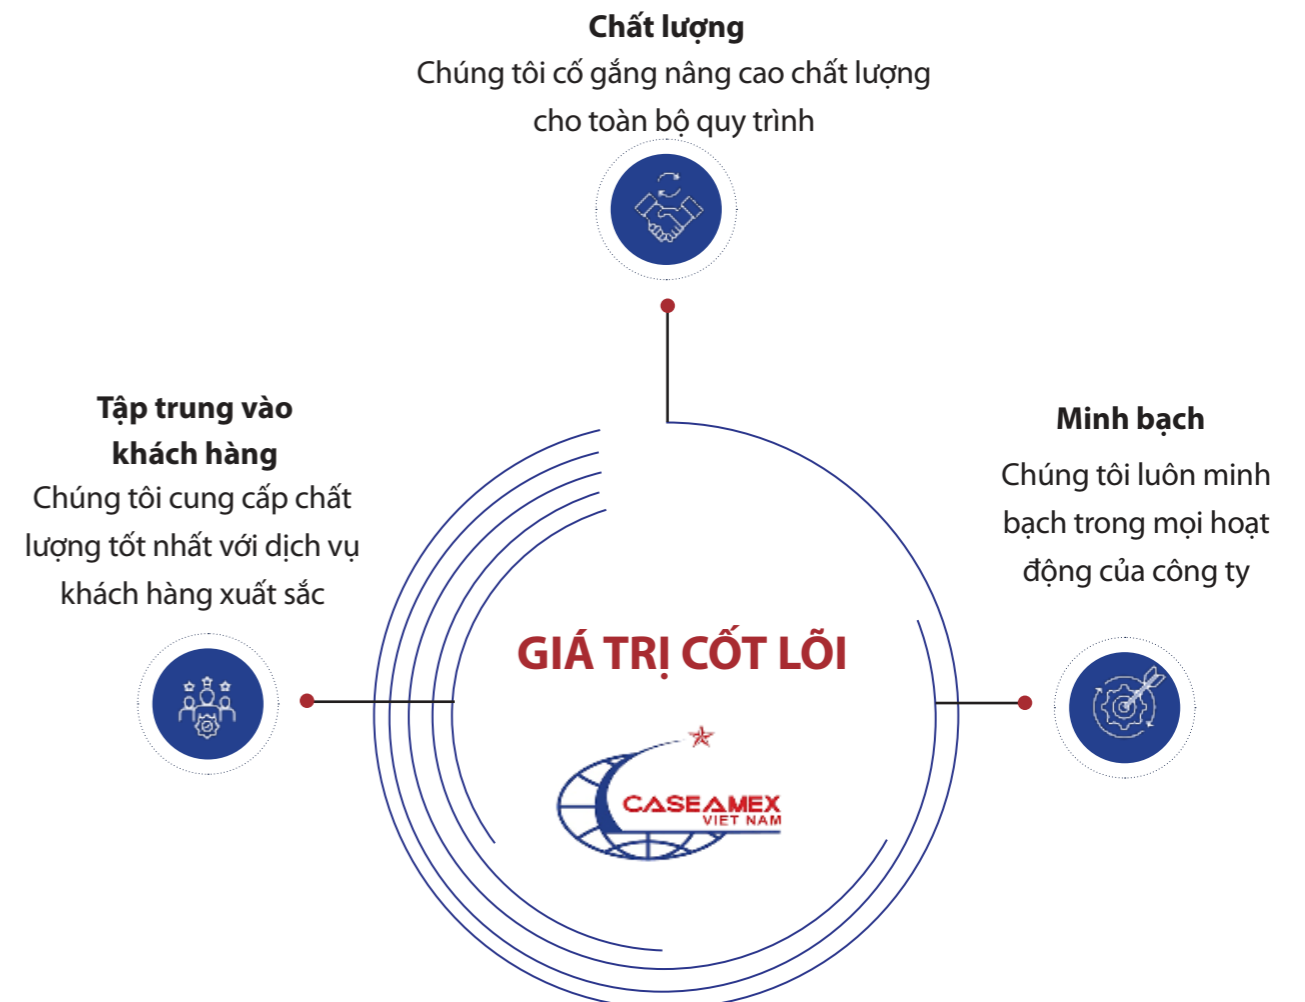 Chất lượng
Chúng tôi cố gắng nâng cao chất lượng
cho toàn bộ quy trình
Tập trung vào
khách hàng
Chúng tôi cung cấp chất
lượng tốt nhất với dịch vụ
khách hàng xuất sắc
Minh bạch
Chúng tôi luôn minh
bạch trong mọi hoạt
động của công ty
GIÁ TRỊ CỐT LÕI
CASEAMEX
VIET NAM